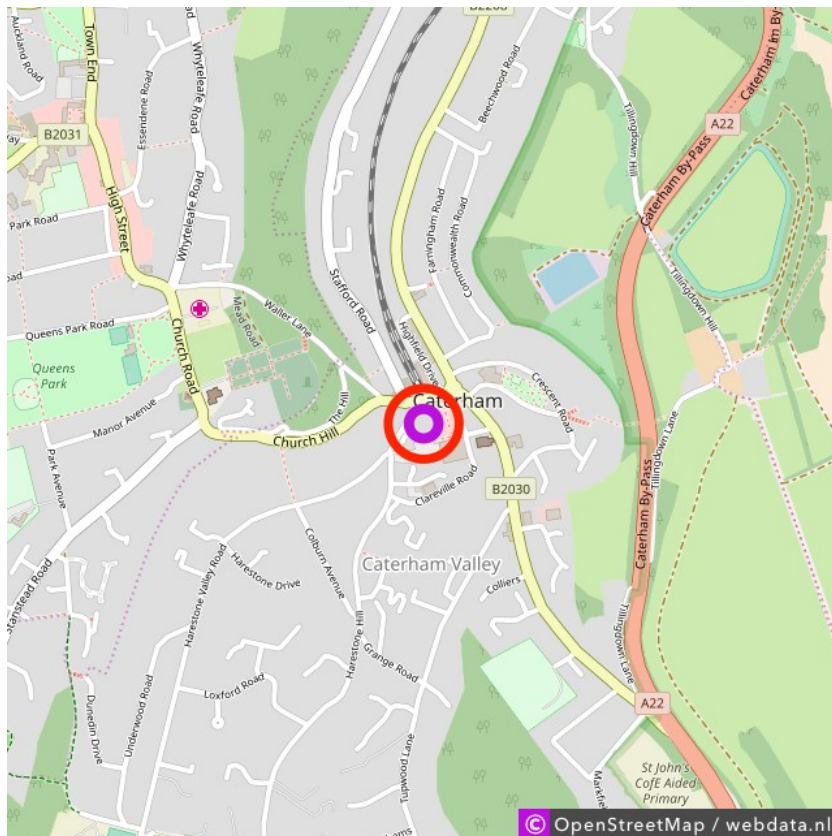 Auckland Road
Town End
Whyteleafe Road
Essendene Road
B2208
Beechwood Road
Caterham By-Pass
A22
B2031
High Street
Tillingdown Hill
Caterham By-Pass
Park Road
Whyteleafe Road
Farningham Road
Commonwealth Road
Stafford Road
Tillingdown Hill
Waller Lane
Mead Road
Queens Park Road
Church Road
Highfield Drive
Queens
Park
Crescent Road
Caterham
Manor Avenue
The Hill
Church Hill
Tillingdown Lane
Park Avenue
Clareville Road
B2030
Caterham By-Pass
Colburn Avenue
Harestone Valley Road
Harestone Drive
Caterham Valley
Colliers
Stanstead Road
Harestone Hill
Tillingdown Lane
Grange Road
Loxford Road
Underwood Road
Dunedin Drive
A22
Tupwood Lane
St John's
CofE Aided
Primary
© OpenStreetMap / webdata.nl